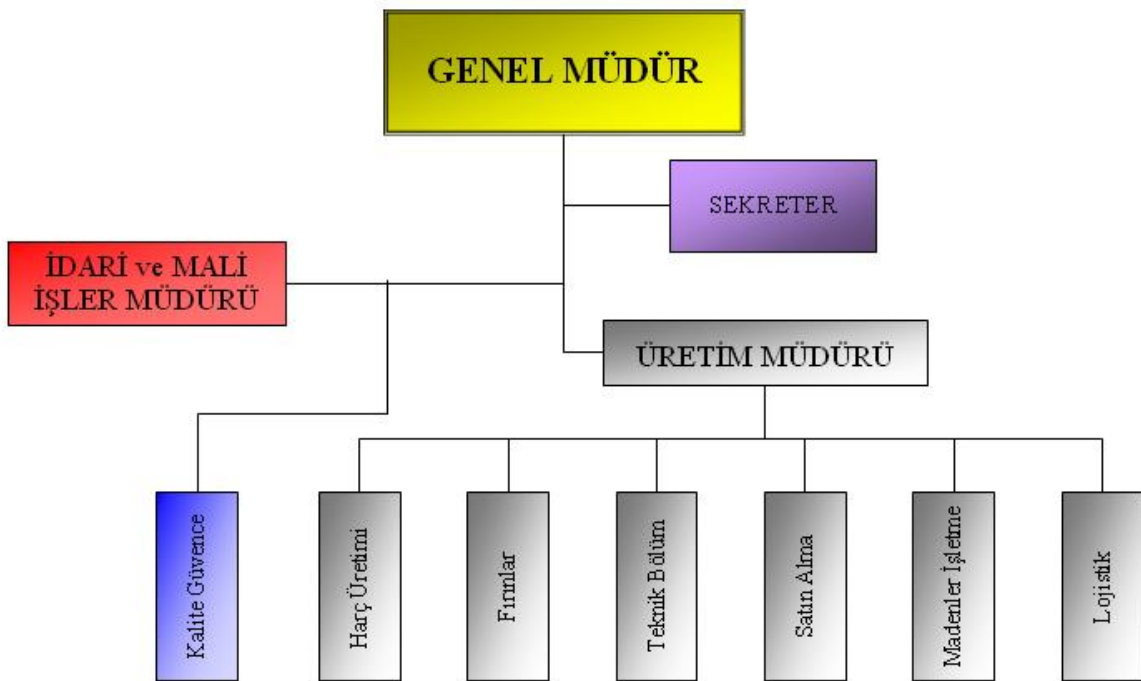 GENEL MÜDÜR
SEKRETER
İDARİ ve MALİ
İŞLER MÜDÜRÜ
ÜRETİM MÜDÜRÜ
Kalite Güvence
Harç Üretimi
Fırınlar
Teknik Bölüm
Satın Alma
Madenler İşletme
Lojistik